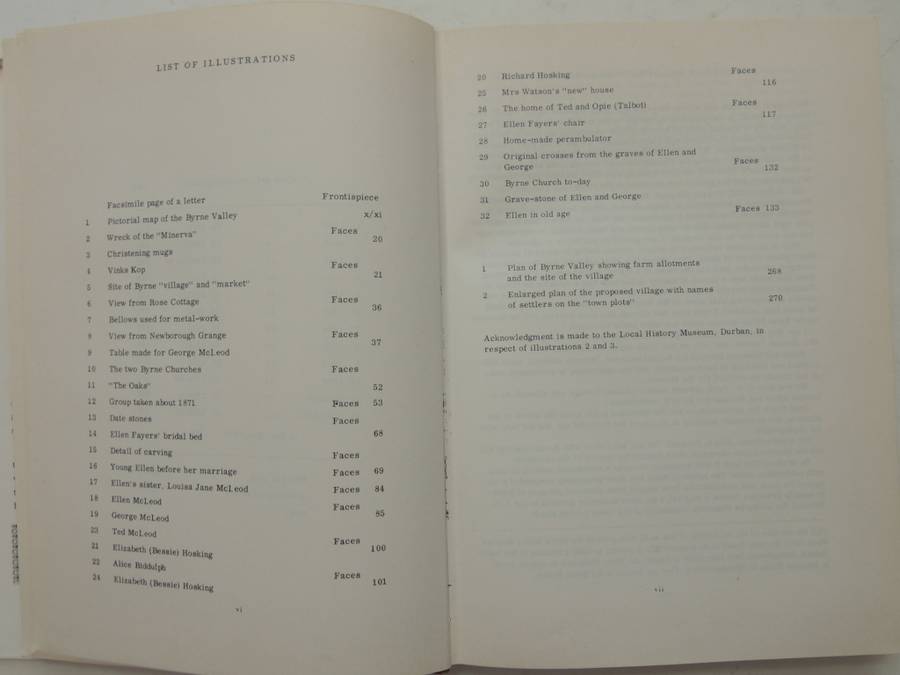 LIST OF ILLUSTRATIONS
Facsimile page of a letter Frontispiece
1 Pictorial map of the Byrne Valley x/xi
2 Wreck of the "Minerva" Faces
3 Christening mugs 20
4 Vinks Kop Faces
5 Site of Byrne "village" and "market" 21
6 View from Rose Cottage Faces
7 Bellows used for metal-work 36
8 View from Newborough Grange Faces
9 Table made for George McLeod 37
10 The two Byrne Churches Faces
11 "The Oaks" 52
12 Group taken about 1871 Faces 53
13 Date stones Faces
14 Ellen Fayers' bridal bed 68
15 Detail of carving Faces
16 Young Ellen before her marriage Faces 69
17 Ellen's sister, Louisa Jane McLeod Faces 84
18 Ellen McLeod Faces
19 George McLeod 85
23 Ted McLeod Faces
21 Elizabeth (Bessie) Hosking 100
22 Alice Biddulph Faces
24 Elizabeth (Bessie) Hosking 101
vi
20 Richard Hosking Faces
25 Mrs Watson's "new" house 116
26 The home of Ted and Opie (Talbot) Faces
27 Ellen Fayers' chair 117
28 Home-made perambulator
29 Original crosses from the graves of Ellen and
George Faces 132
30 Byrne Church to-day
31 Grave-stone of Ellen and George
32 Ellen in old age Faces 133
1 Plan of Byrne Valley showing farm allotments
and the site of the village 268
2 Enlarged plan of the proposed village with names
of settlers on the "town plots" 270
Acknowledgment is made to the Local History Museum, Durban, in
respect of illustrations 2 and 3.
vii